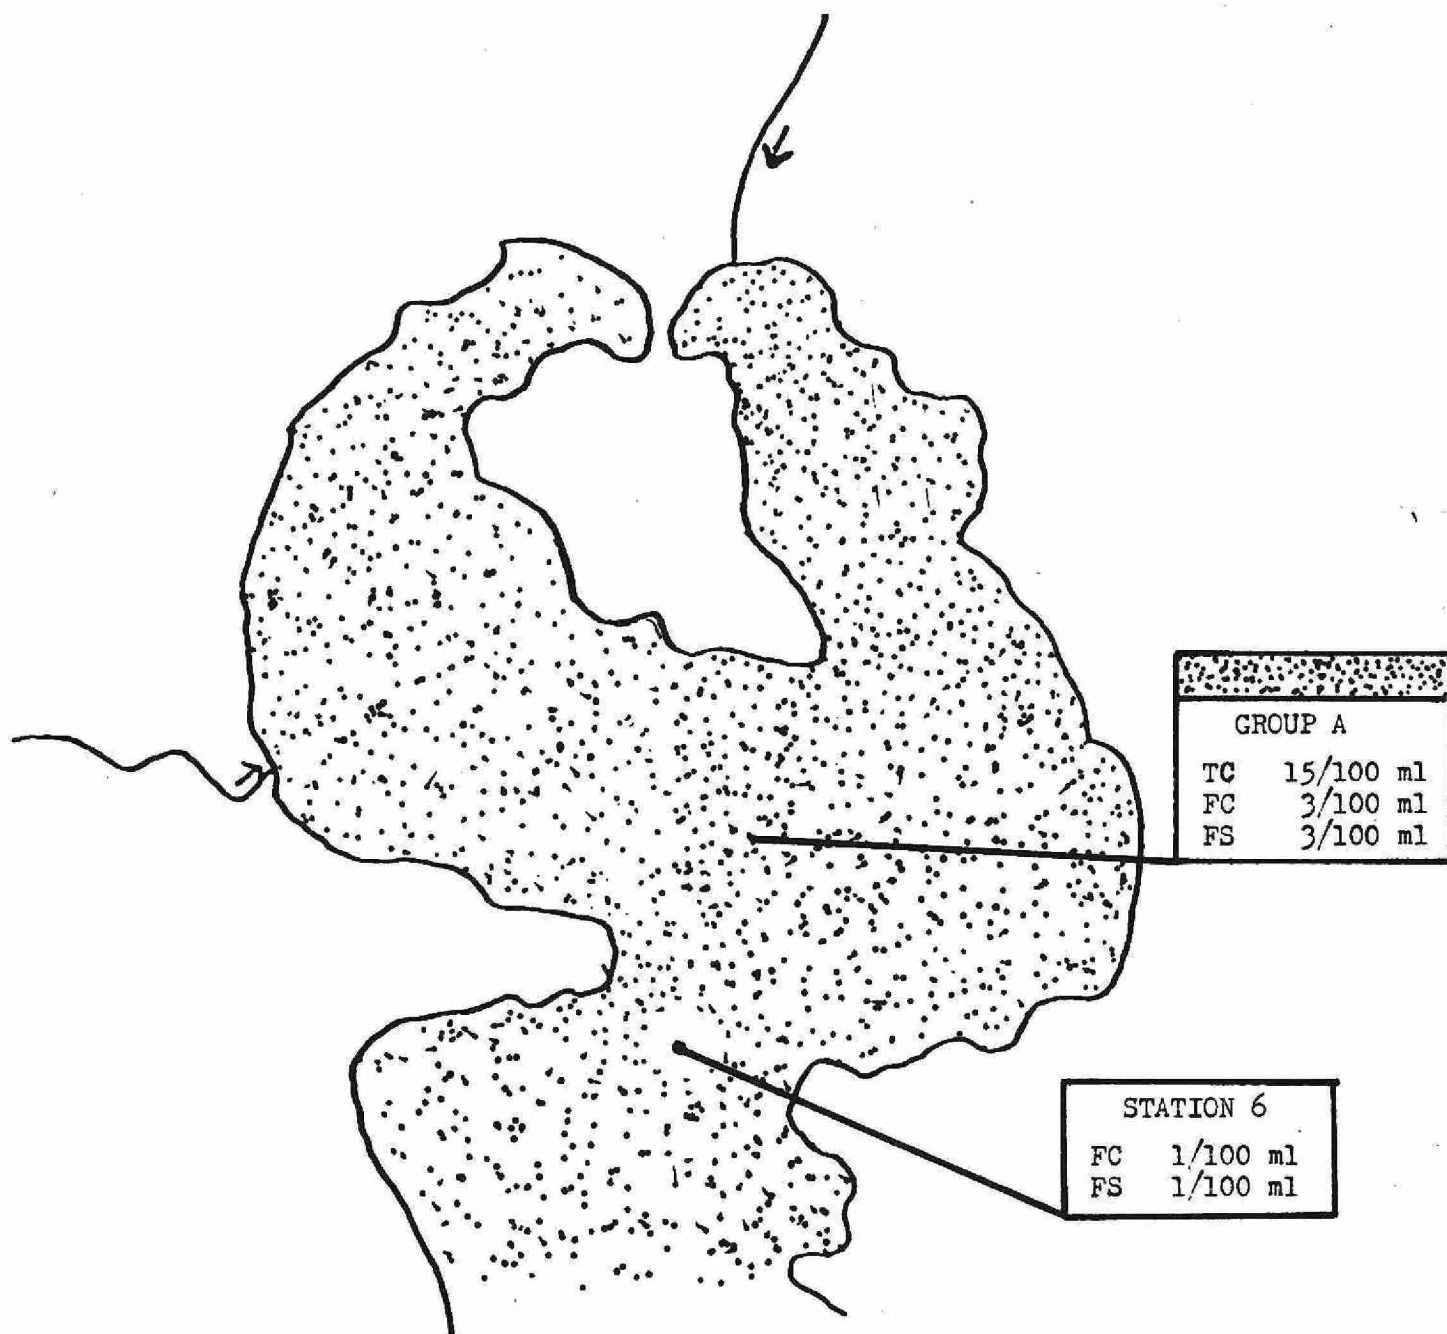 GROUP A
TC 15/100 ml
FC 3/100 ml
FS 3/100 ml
STATION 6
FC 1/100 ml
FS 1/100 ml